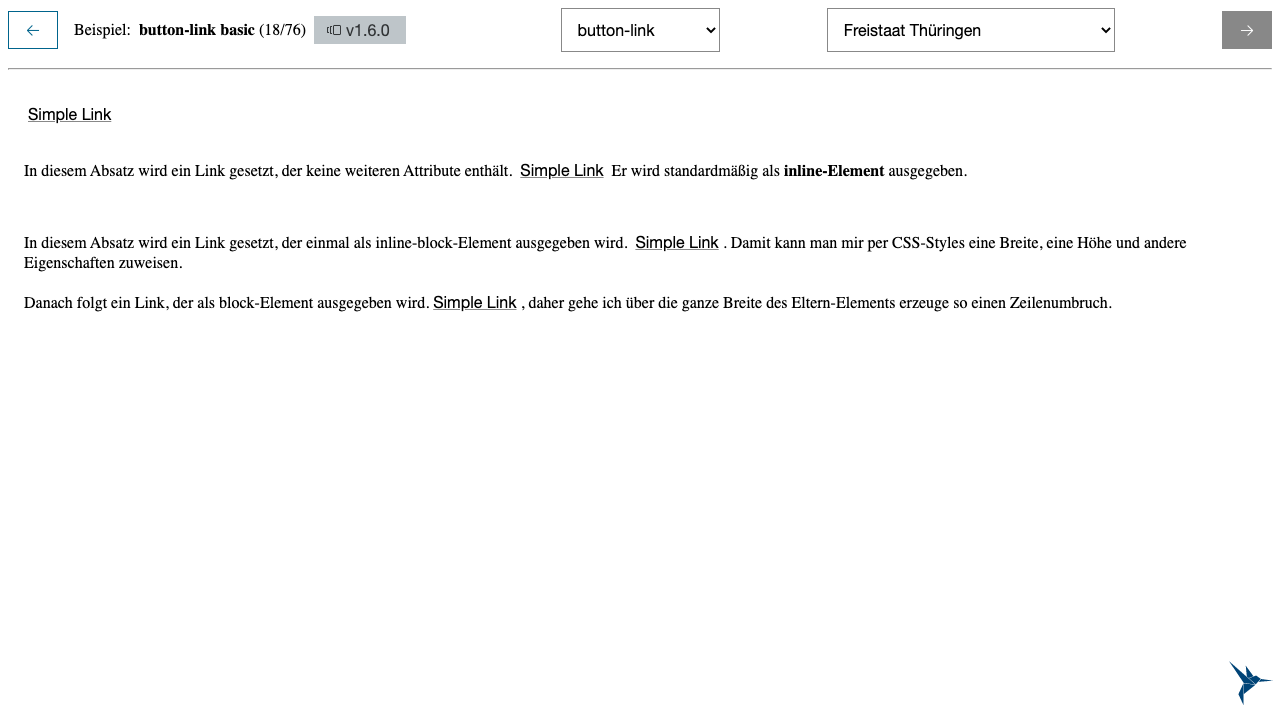 Beispiel: button-link basic (18/76) v1.6.0 button-link Freistaat Thüringen
Simple Link
In diesem Absatz wird ein Link gesetzt, der keine weiteren Attribute enthält. Simple Link Er wird standardmäßig als inline-Element ausgegeben.
In diesem Absatz wird ein Link gesetzt, der einmal als inline-block-Element ausgegeben wird. Simple Link . Damit kann man mir per CSS-Styles eine Breite, eine Höhe und andere
Eigenschaften zuweisen.
Danach folgt ein Link, der als block-Element ausgegeben wird. Simple Link , daher gehe ich über die ganze Breite des Eltern-Elements erzeuge so einen Zeilenumbruch.